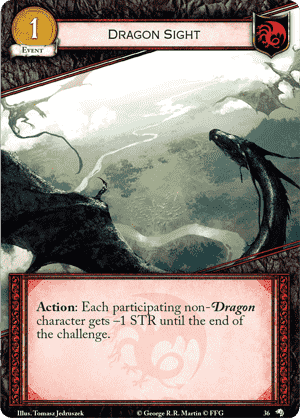 1
EVENT
DRAGON SIGHT
Action: Each participating non-Dragon
character gets –1 STR until the end of
the challenge.
Illus. Tomasz Jedruszek © George R.R. Martin © FFG 36